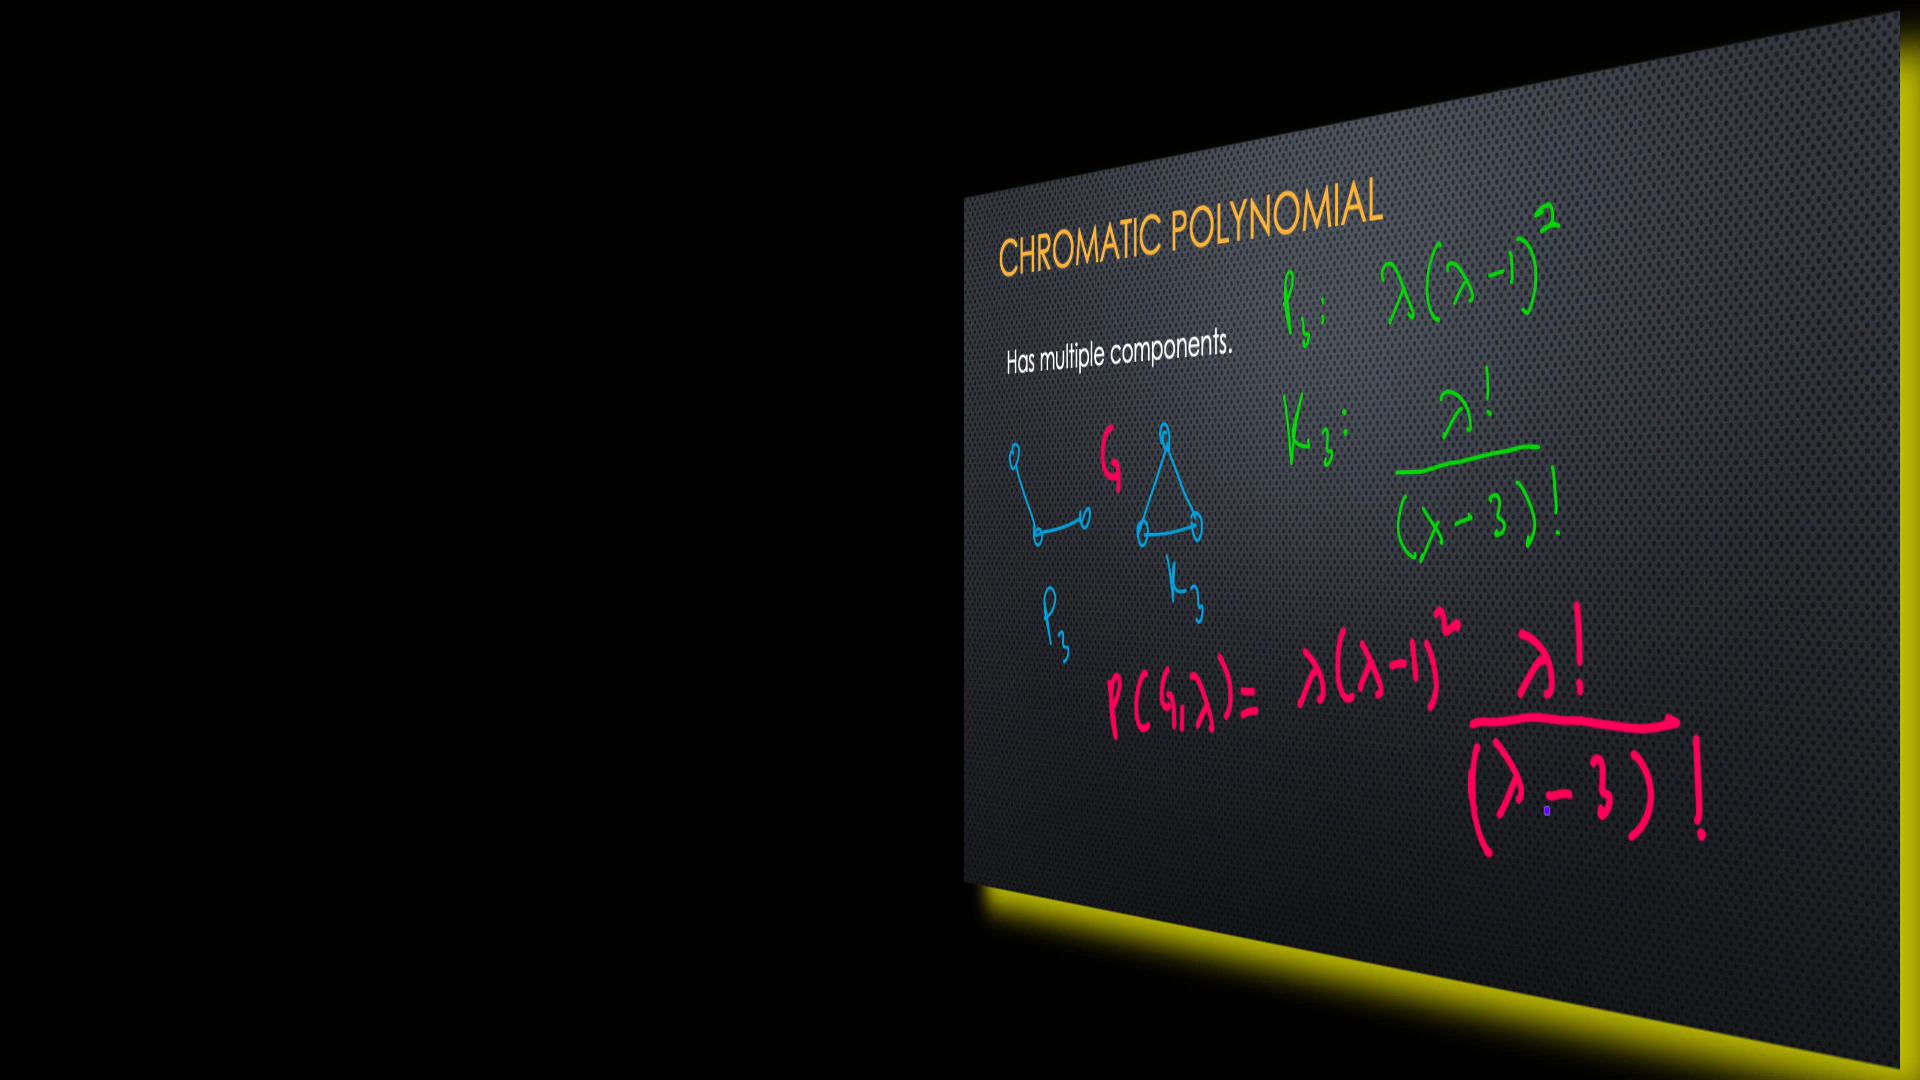 CHROMATIC POLYNOMIAL
P₃: λ(λ-1)²
Has multiple components.
K₃: λ!/(λ-3)!
G
P₃
K₃
P(G,λ)= λ(λ-1)² λ!/(λ-3)!